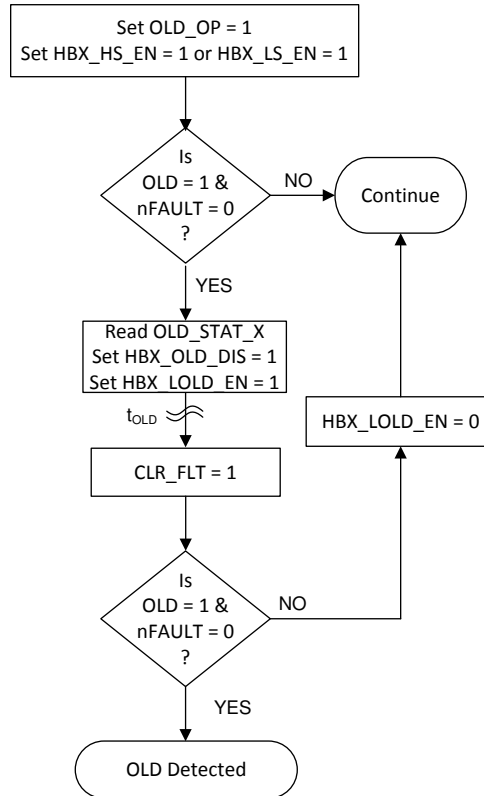 Set OLD_OP = 1
Set HBX_HS_EN = 1 or HBX_LS_EN = 1
Is
OLD = 1 &
nFAULT = 0
?
NO
Continue
YES
Read OLD_STAT_X
Set HBX_OLD_DIS = 1
Set HBX_LOLD_EN = 1
tOLD
HBX_LOLD_EN = 0
CLR_FLT = 1
Is
OLD = 1 &
nFAULT = 0
?
NO
YES
OLD Detected